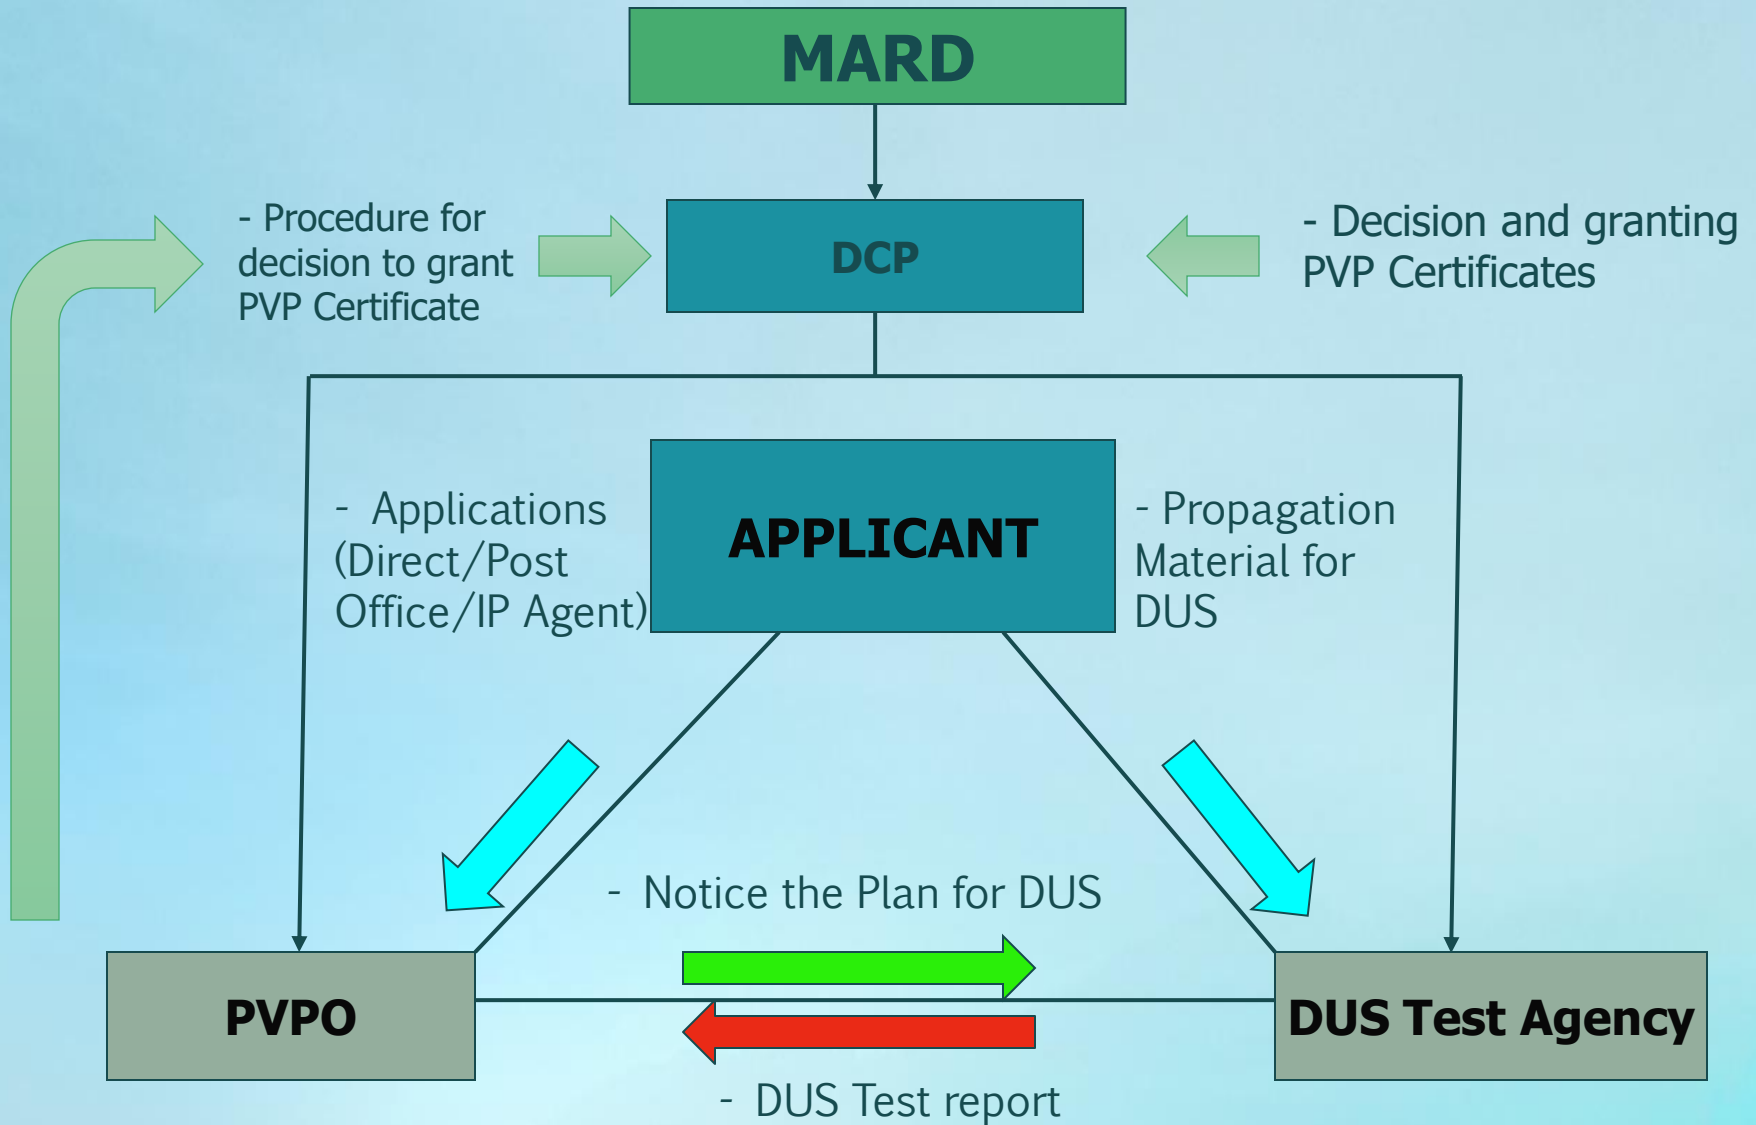 MARD
- Procedure for
decision to grant
PVP Certificate
DCP
- Decision and granting
PVP Certificates
- Applications
(Direct/Post
Office/IP Agent)
APPLICANT
- Propagation
Material for
DUS
- Notice the Plan for DUS
PVPO
DUS Test Agency
- DUS Test report